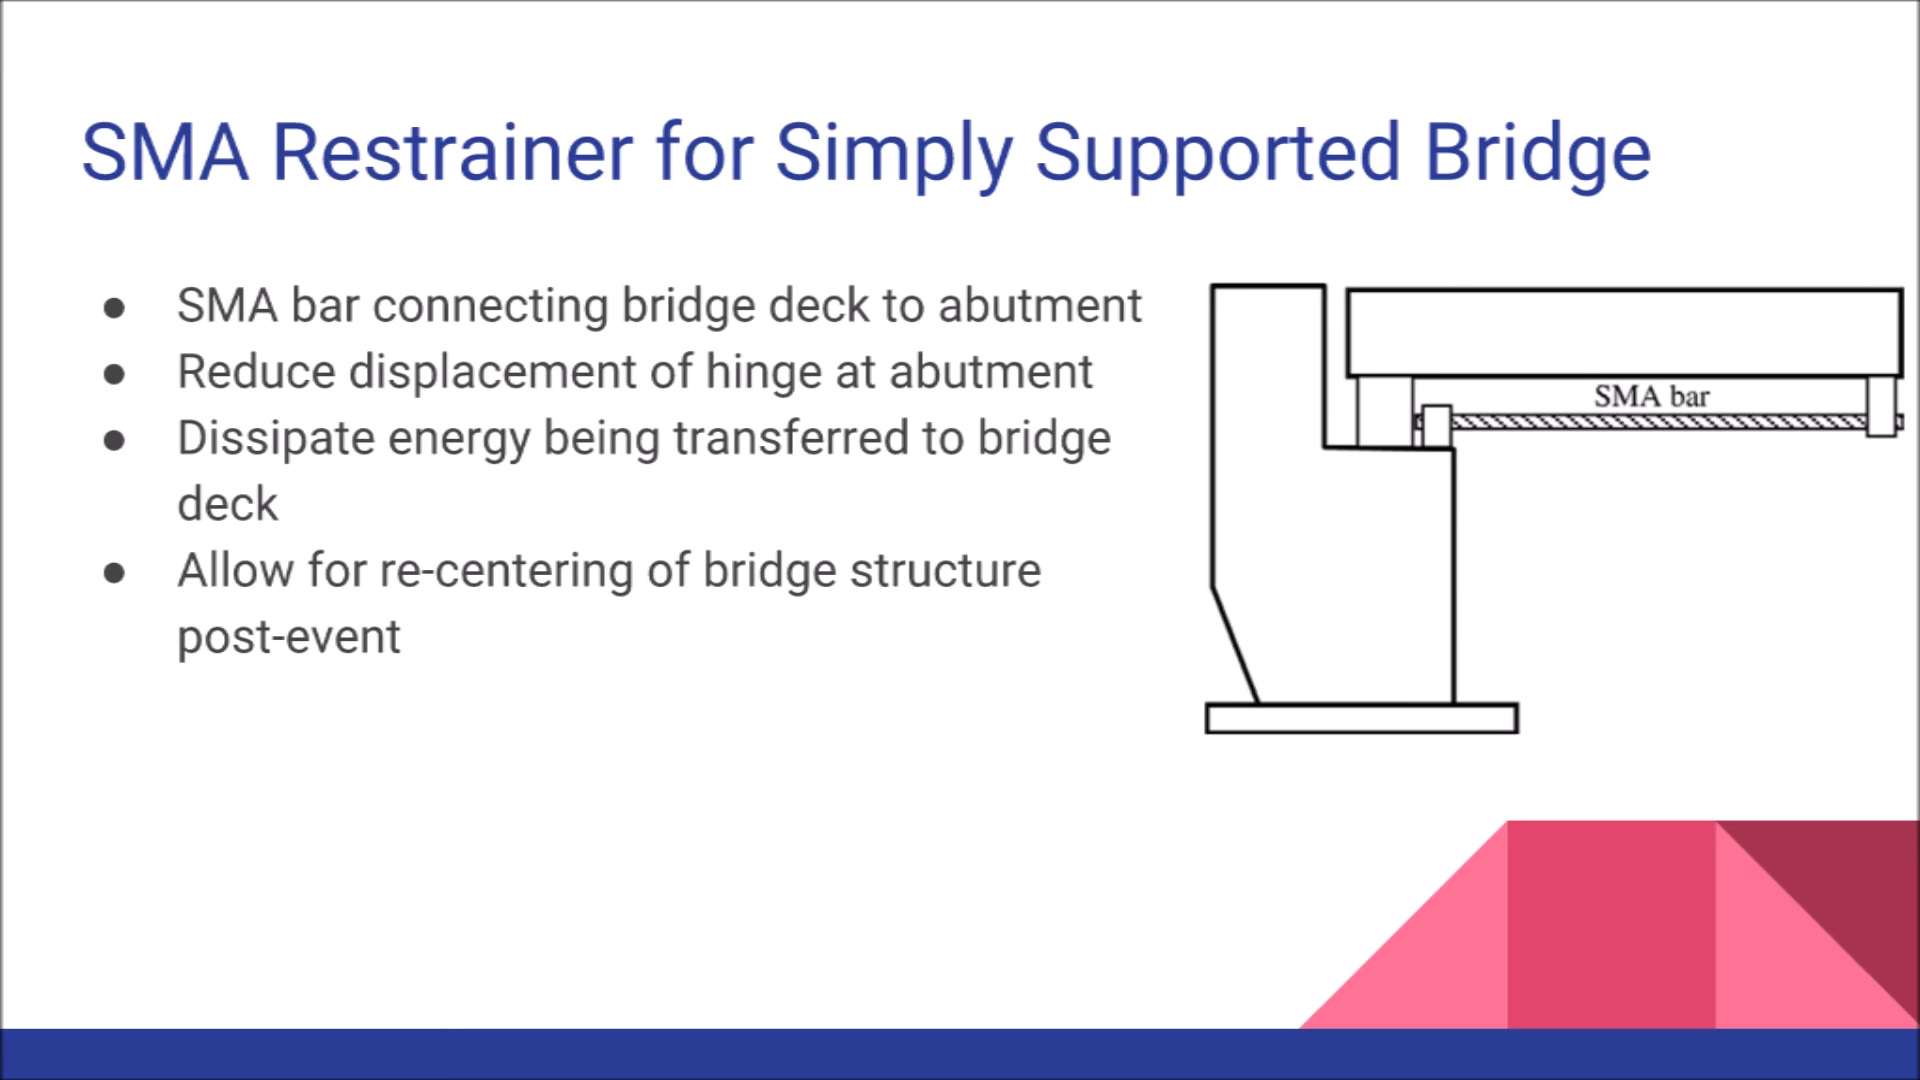 SMA Restrainer for Simply Supported Bridge
● SMA bar connecting bridge deck to abutment
● Reduce displacement of hinge at abutment
● Dissipate energy being transferred to bridge
deck
● Allow for re-centering of bridge structure
post-event
SMA bar